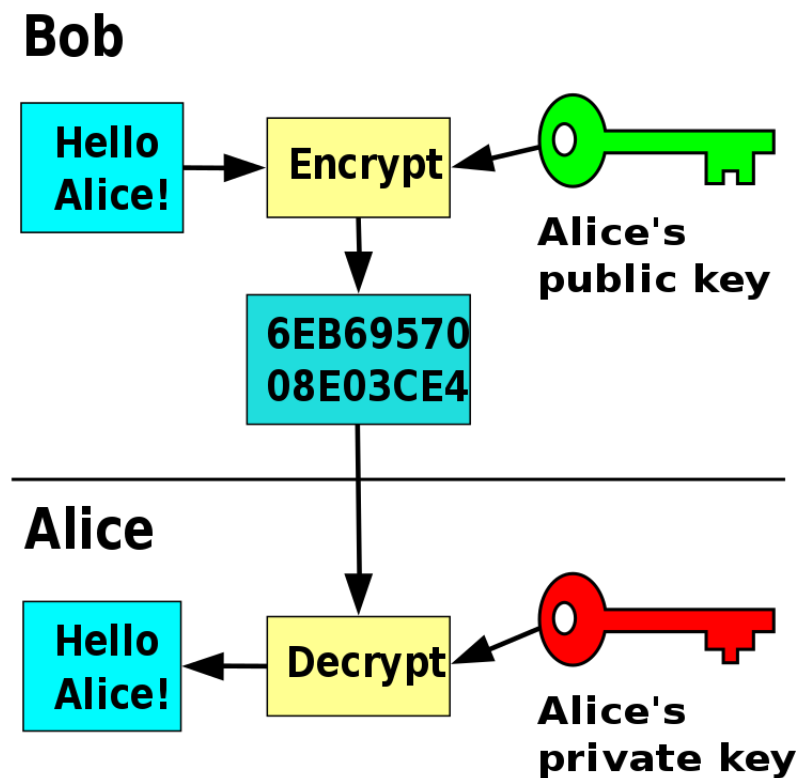 Bob
Hello
Alice!
Encrypt
Alice's
public key
6EB69570
08E03CE4
Alice
Hello
Alice!
Decrypt
Alice's
private key